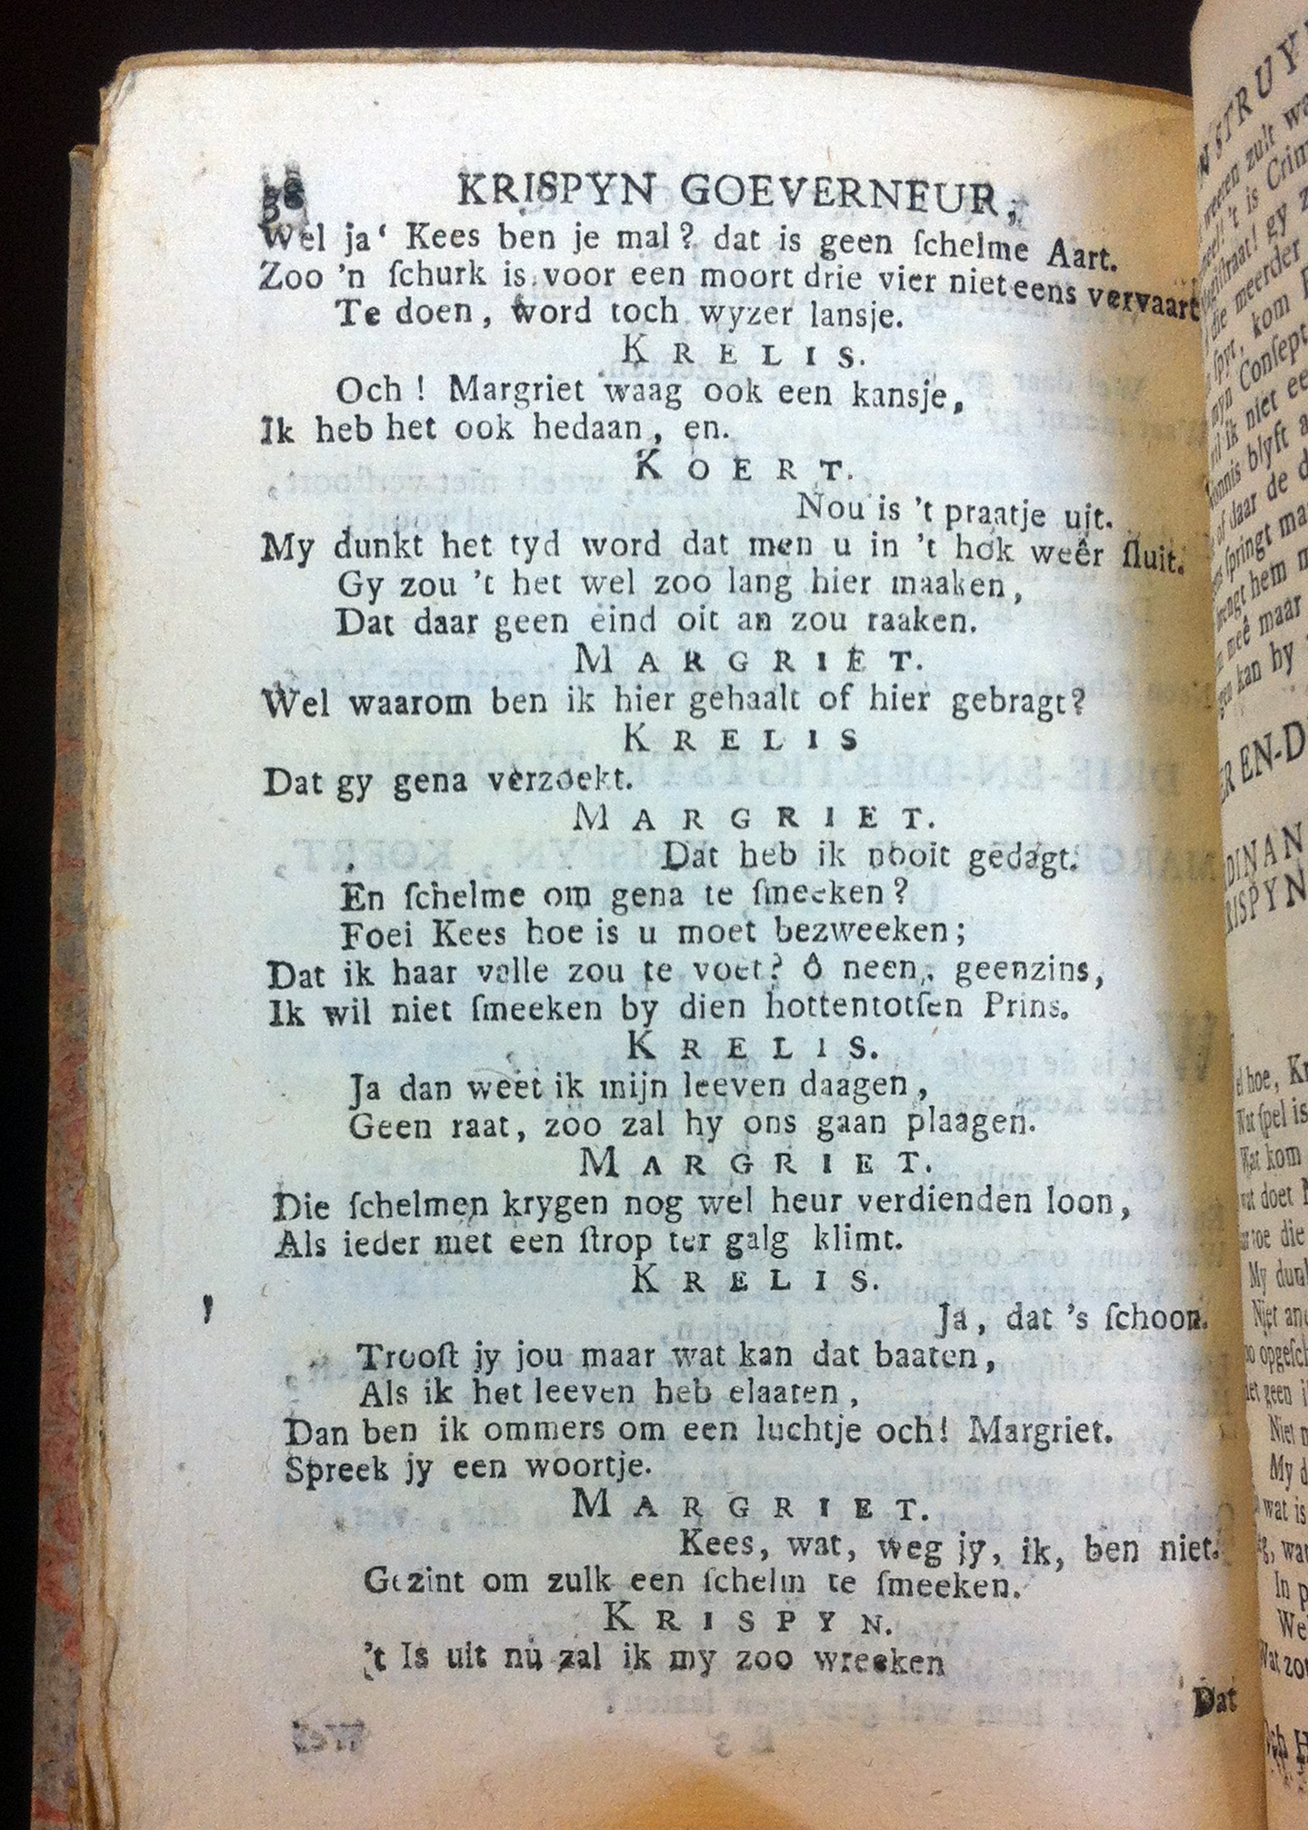 KRISPYN GOEVERNEUR,
Wel ja‘ Kees ben je mal? dat is geen ſchelme Aart.
Zoo 'n ſchurk is voor een moort drie vier niet eens vervaart
Te doen, word toch wyzer lansje.
KRELIS.
Och! Margriet waag ook een kansje,
Ik heb het ook hedaan, en.
KOERT.
Nou is 't praatje uit.
My dunkt het tyd word dat men u in 't hok weêr ſluit.
Gy zou 't het wel zoo lang hier maaken,
Dat daar geen eind oit an zou raaken.
MARGRIET.
Wel waarom ben ik hier gehaalt of hier gebragt?
KRELIS
Dat gy gena verzoekt.
MARGRIET.
Dat heb ik nooit gedagt.
En ſchelme om gena te ſmeeken?
Foei Kees hoe is u moet bezweeken;
Dat ik haar valle zou te voet? ô neen, geenzins,
Ik wil niet ſmeeken by dien hottentotſen Prins.
KRELIS.
Ja dan weet ik mijn leeven daagen,
Geen raat, zoo zal hy ons gaan plaagen.
MARGRIET.
Die ſchelmen krygen nog wel heur verdienden loon,
Als ieder met een ſtrop ter galg klimt.
KRELIS.
Ja, dat 's ſchoon.
Trooſt jy jou maar wat kan dat baaten,
Als ik het leeven heb elaaten,
Dan ben ik ommers om een luchtje och! Margriet.
Spreek jy een woortje.
MARGRIET.
Kees, wat, weg jy, ik, ben niet.
Gezint om zulk een ſchelm te ſmeeken.
KRISPYN.
't Is uit nu zal ik my zoo wreeken
Dat